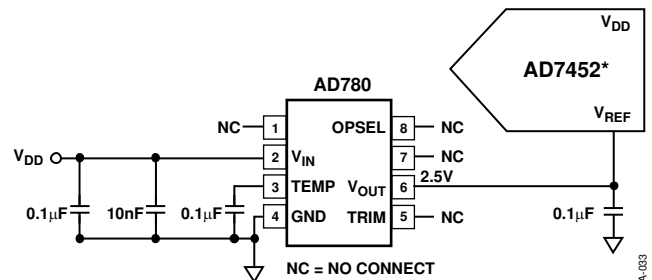 V_DD
AD7452*
V_REF
AD780
NC 1 OPSEL 8 NC
V_DD 2 V_IN 7 NC
3 TEMP V_OUT 6 2.5V
4 GND TRIM 5 NC
0.1μF 10nF 0.1μF 0.1μF
NC = NO CONNECT
A-033